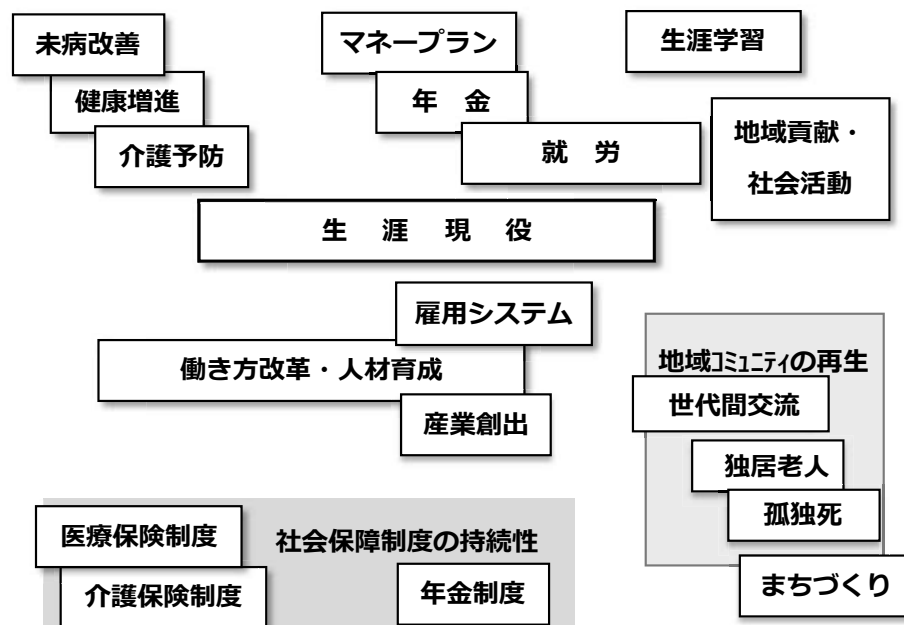 未病改善
健康増進
介護予防
マネープラン
年　金
就　労
生涯学習
地域貢献・
社会活動
生　涯　現　役
雇用システム
働き方改革・人材育成
産業創出
地域ｺﾐｭﾆﾃｨの再生
世代間交流
独居老人
孤独死
まちづくり
社会保障制度の持続性
医療保険制度
介護保険制度
年金制度